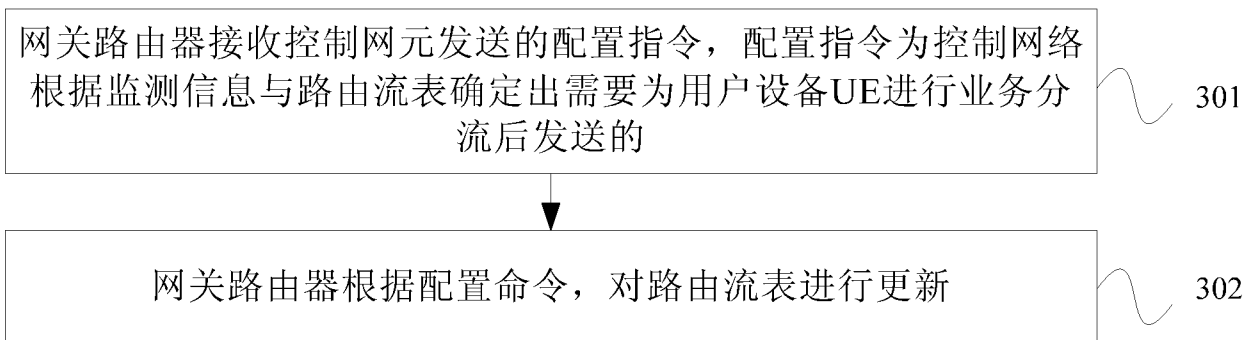 网关路由器接收控制网元发送的配置指令，配置指令为控制网络
根据监测信息与路由流表确定出需要为用户设备UE进行业务分
流后发送的
301
网关路由器根据配置命令，对路由流表进行更新
302